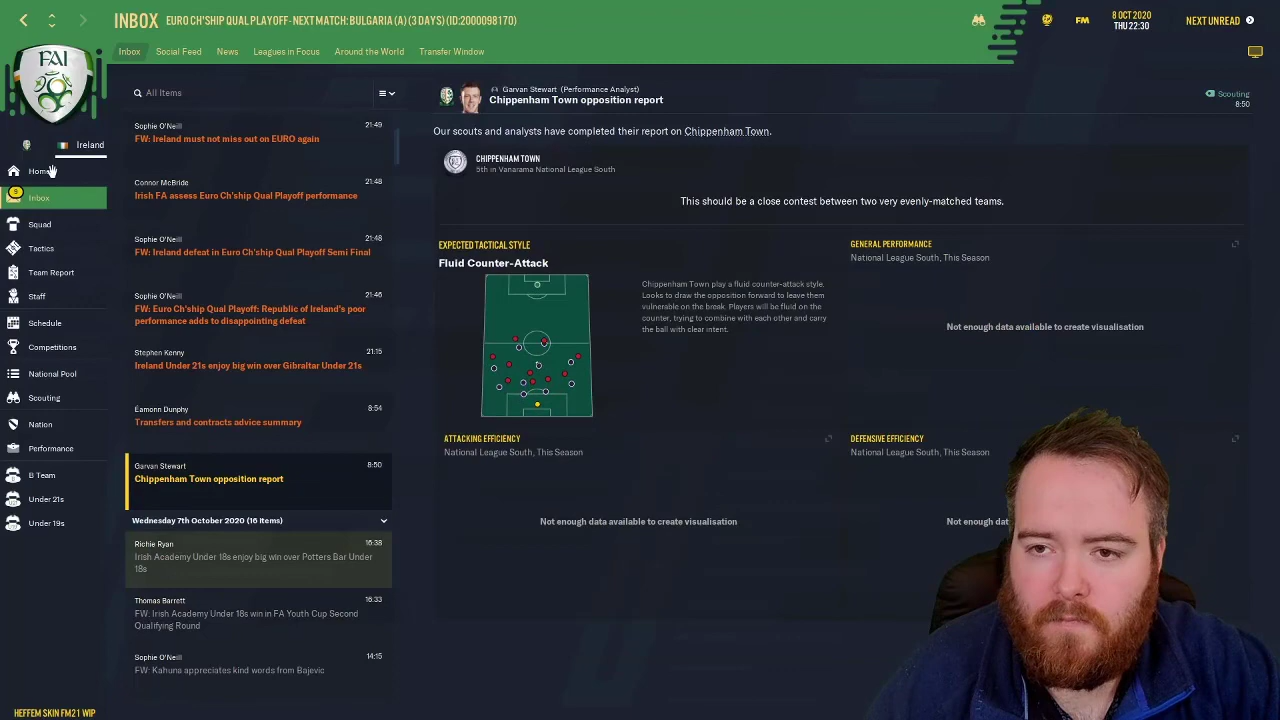 INBOX
EURO CH'SHIP QUAL PLAYOFF - NEXT MATCH: BULGARIA (A) (3 DAYS) (ID:2000098170)
FM
8 OCT 2020
THU 22:30
NEXT UNREAD
Inbox
Social Feed
News
Leagues in Focus
Around the World
Transfer Window
FAI
Ireland
Home
9
Inbox
Squad
Tactics
Team Report
Staff
Schedule
Competitions
National Pool
Scouting
Nation
Performance
B Team
Under 21s
Under 19s
HEFFEM SKIN FM21 WIP
All Items
Sophie O'Neill 21:49
FW: Ireland must not miss out on EURO again
Connor McBride 21:48
Irish FA assess Euro Ch'ship Qual Playoff performance
Sophie O'Neill 21:48
FW: Ireland defeat in Euro Ch'ship Qual Playoff Semi Final
Sophie O'Neill 21:46
FW: Euro Ch'ship Qual Playoff: Republic of Ireland's poor
performance adds to disappointing defeat
Stephen Kenny 21:15
Ireland Under 21s enjoy big win over Gibraltar Under 21s
Éamonn Dunphy 8:54
Transfers and contracts advice summary
Garvan Stewart 8:50
Chippenham Town opposition report
Wednesday 7th October 2020 (16 Items)
Richie Ryan 16:38
Irish Academy Under 18s enjoy big win over Potters Bar Under
18s
Thomas Barrett 16:33
FW: Irish Academy Under 18s win in FA Youth Cup Second
Qualifying Round
Sophie O'Neill 14:15
FW: Kahuna appreciates kind words from Bajevic
Garvan Stewart (Performance Analyst)
Chippenham Town opposition report
Scouting
8:50
Our scouts and analysts have completed their report on Chippenham Town.
CHIPPENHAM TOWN
5th in Vanarama National League South
This should be a close contest between two very evenly-matched teams.
EXPECTED TACTICAL STYLE
Fluid Counter-Attack
Chippenham Town play a fluid counter-attack style.
Looks to draw the opposition forward to leave them
vulnerable on the break. Players will be fluid on the
counter, trying to combine with each other and carry
the ball with clear intent.
GENERAL PERFORMANCE
National League South, This Season
Not enough data available to create visualisation
ATTACKING EFFICIENCY
National League South, This Season
Not enough data available to create visualisation
DEFENSIVE EFFICIENCY
National League South, This Season
Not enough dat